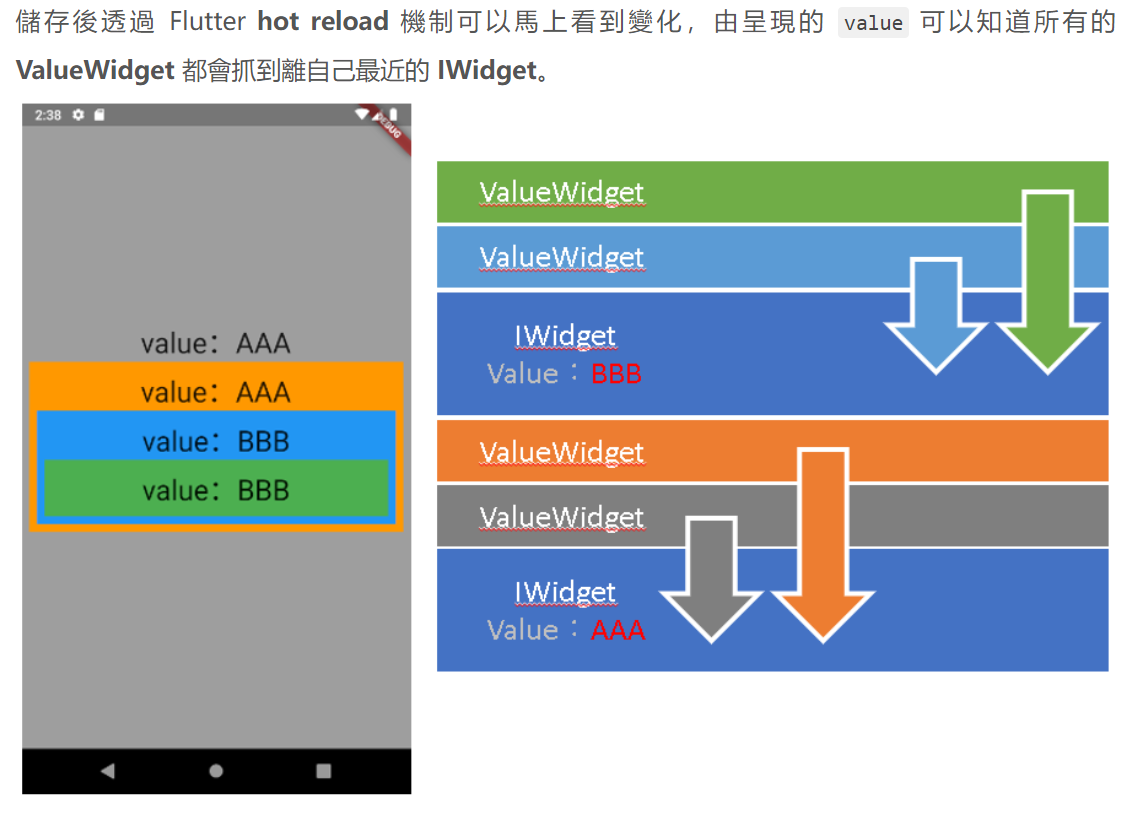 儲存後透過 Flutter hot reload 機制可以馬上看到變化，由呈現的 value 可以知道所有的
ValueWidget 都會抓到離自己最近的 IWidget。
2:38
DEBUG
value：AAA
value：AAA
value：BBB
value：BBB
ValueWidget
ValueWidget
IWidget
Value：BBB
ValueWidget
ValueWidget
IWidget
Value：AAA